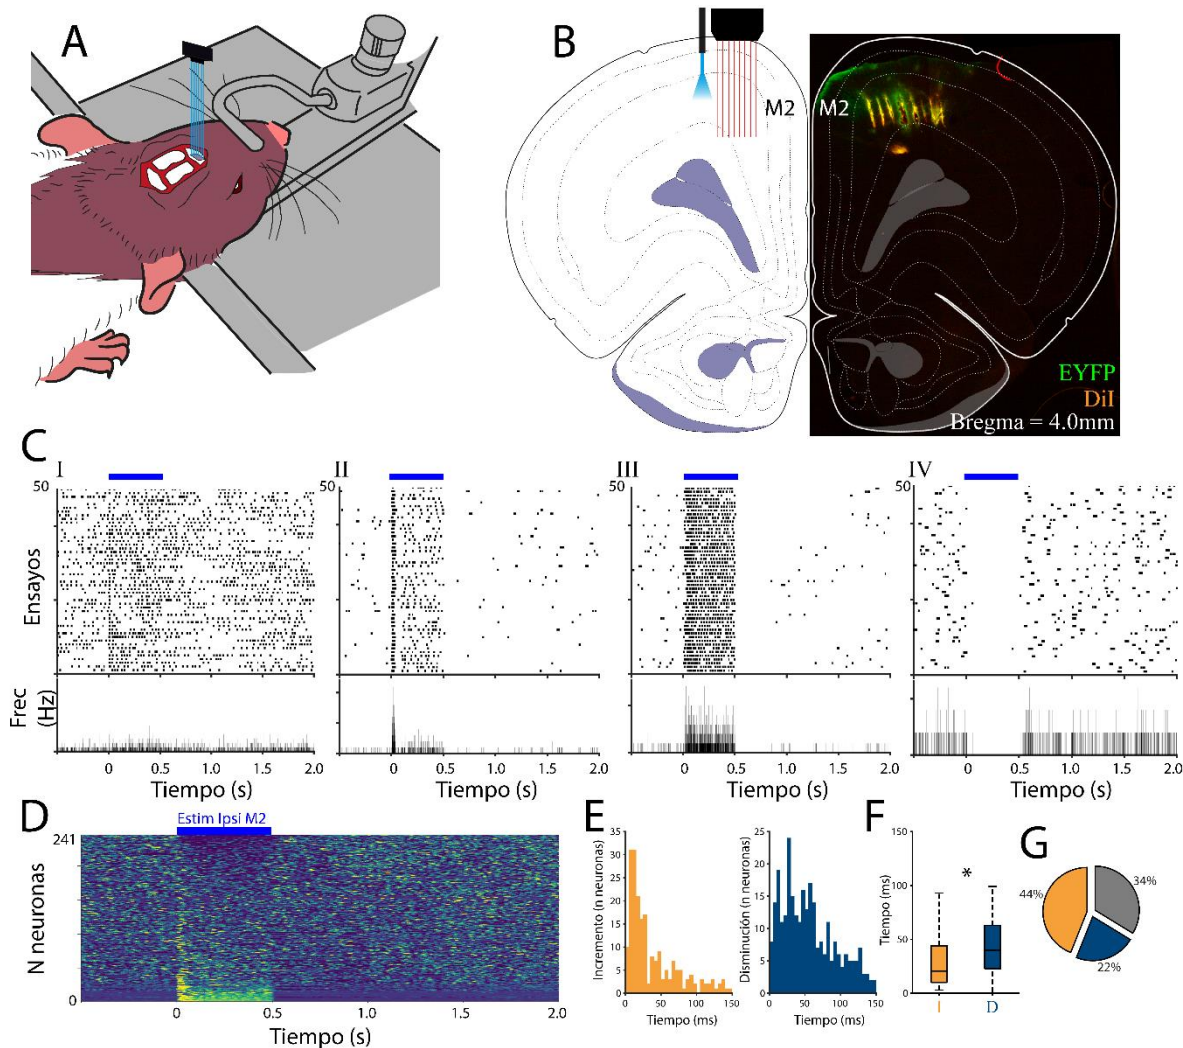 A
B
M2
M2
EYFP
DiI
Bregma = 4.0mm
C
I
II
III
IV
50
50
50
50
Ensayos
Frec
(Hz)
0 0.5 1.0 1.5 2.0
0 0.5 1.0 1.5 2.0
0 0.5 1.0 1.5 2.0
0 0.5 1.0 1.5 2.0
Tiempo (s)
Tiempo (s)
Tiempo (s)
Tiempo (s)
D
Estim Ipsi M2
241
N neuronas
0
0 0.5 1.0 1.5 2.0
Tiempo (s)
E
35
30
25
20
15
10
5
0
Incremento (n neuronas)
0 50 100 150
Tiempo (ms)
25
20
15
10
5
0
Disminución (n neuronas)
0 50 100 150
Tiempo (ms)
F
150
100
50
0
Tiempo (ms)
*
I D
G
44%
34%
22%